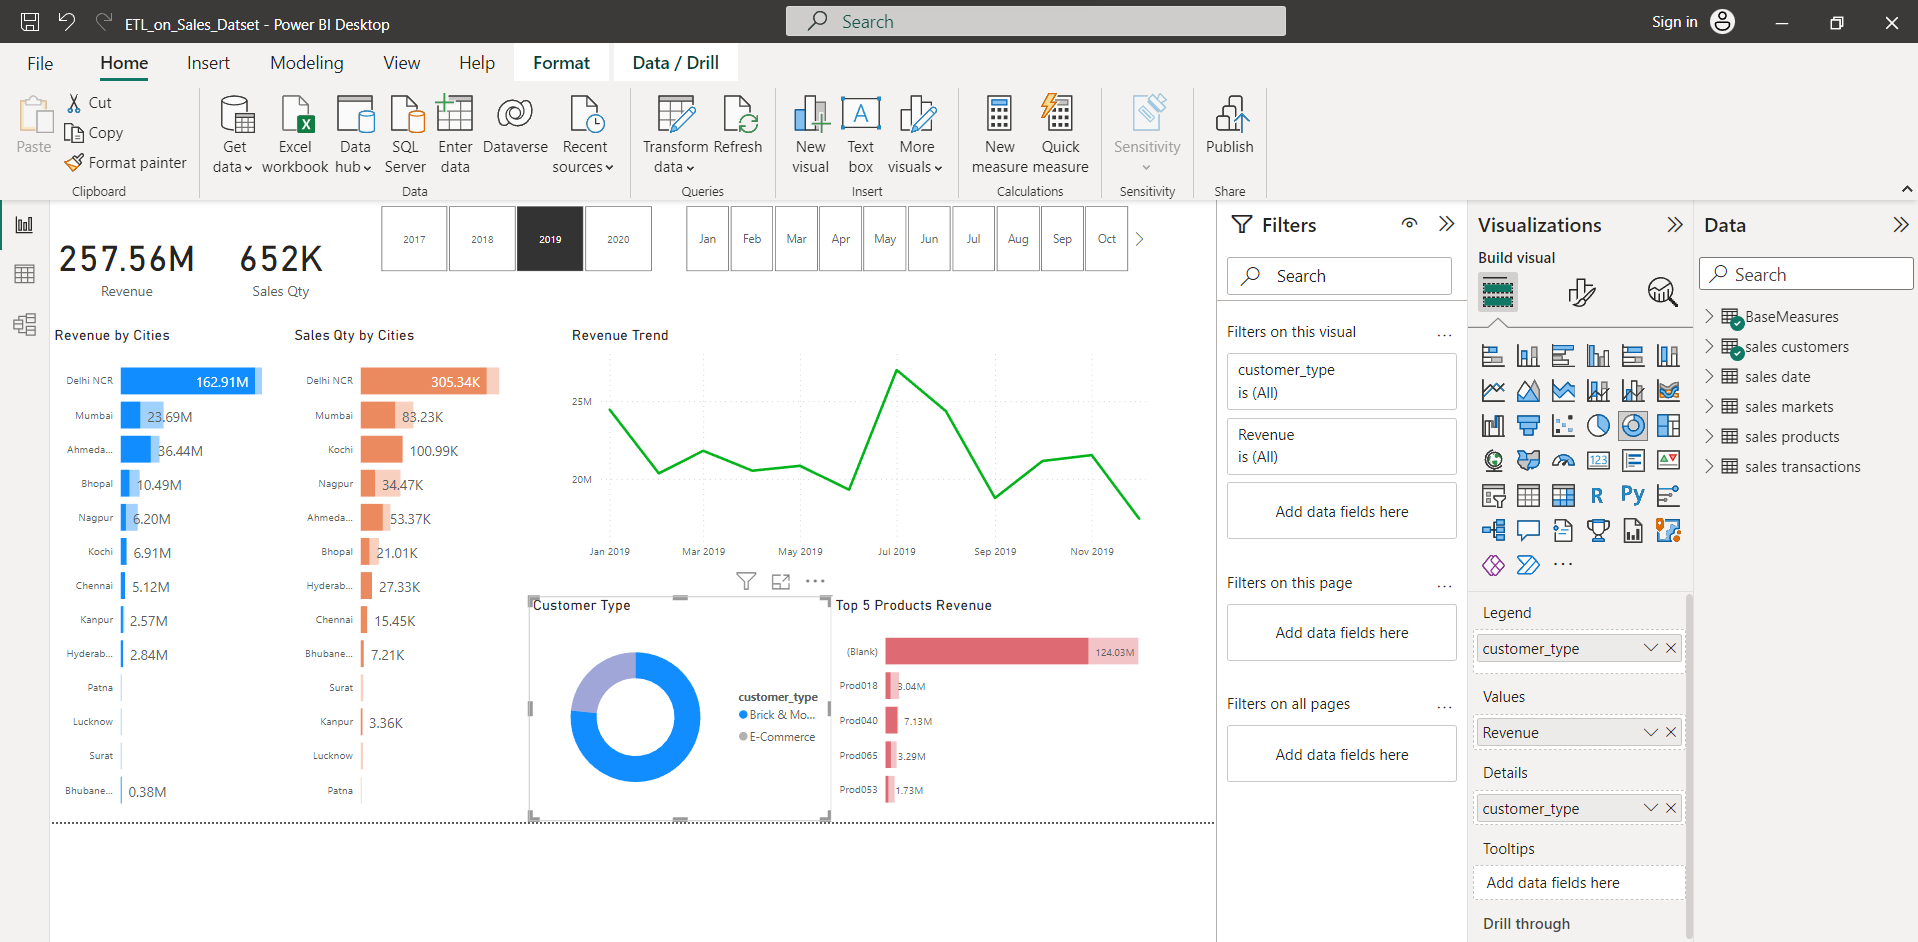 ETL_on_Sales_Datset - Power BI Desktop
Search
Sign in
File
Home
Insert
Modeling
View
Help
Format
Data / Drill
Paste
Cut
Copy
Format painter
Clipboard
Get data
Excel workbook
Data hub
SQL Server
Enter data
Dataverse
Recent sources
Data
Transform data
Refresh
Queries
New visual
Text box
More visuals
Insert
New measure
Quick measure
Calculations
Sensitivity
Sensitivity
Publish
Share
257.56M
Revenue
652K
Sales Qty
2017
2018
2019
2020
Jan
Feb
Mar
Apr
May
Jun
Jul
Aug
Sep
Oct
Revenue by Cities
Delhi NCR 162.91M
Mumbai 23.69M
Ahmeda... 36.44M
Bhopal 10.49M
Nagpur 6.20M
Kochi 6.91M
Chennai 5.12M
Kanpur 2.57M
Hyderab... 2.84M
Patna
Lucknow
Surat
Bhubane... 0.38M
Sales Qty by Cities
Delhi NCR 305.34K
Mumbai 83.23K
Kochi 100.99K
Nagpur 34.47K
Ahmeda... 53.37K
Bhopal 21.01K
Hyderab... 27.33K
Chennai 15.45K
Bhubane... 7.21K
Surat
Kanpur 3.36K
Lucknow
Patna
Revenue Trend
25M
20M
Jan 2019
Mar 2019
May 2019
Jul 2019
Sep 2019
Nov 2019
Customer Type
customer_type
Brick & Mo...
E-Commerce
Top 5 Products Revenue
(Blank) 124.03M
Prod018 3.04M
Prod040 7.13M
Prod065 3.29M
Prod053 1.73M
Filters
Search
Filters on this visual
...
customer_type
is (All)
Revenue
is (All)
Add data fields here
Filters on this page
...
Add data fields here
Filters on all pages
...
Add data fields here
Visualizations
Build visual
123
R
Py
...
Legend
customer_type
Values
Revenue
Details
customer_type
Tooltips
Add data fields here
Drill through
Data
Search
BaseMeasures
sales customers
sales date
sales markets
sales products
sales transactions